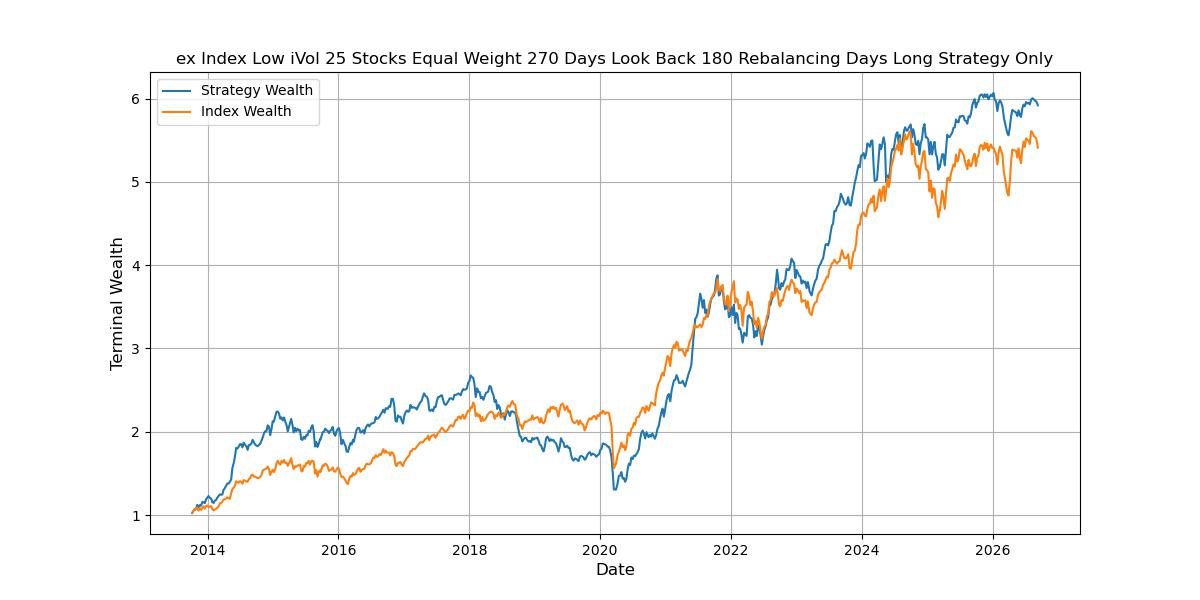 ex Index Low iVol 25 Stocks Equal Weight 270 Days Look Back 180 Rebalancing Days Long Strategy Only
Strategy Wealth
Index Wealth
Terminal Wealth
6
5
4
3
2
1
2014 2016 2018 2020 2022 2024 2026
Date